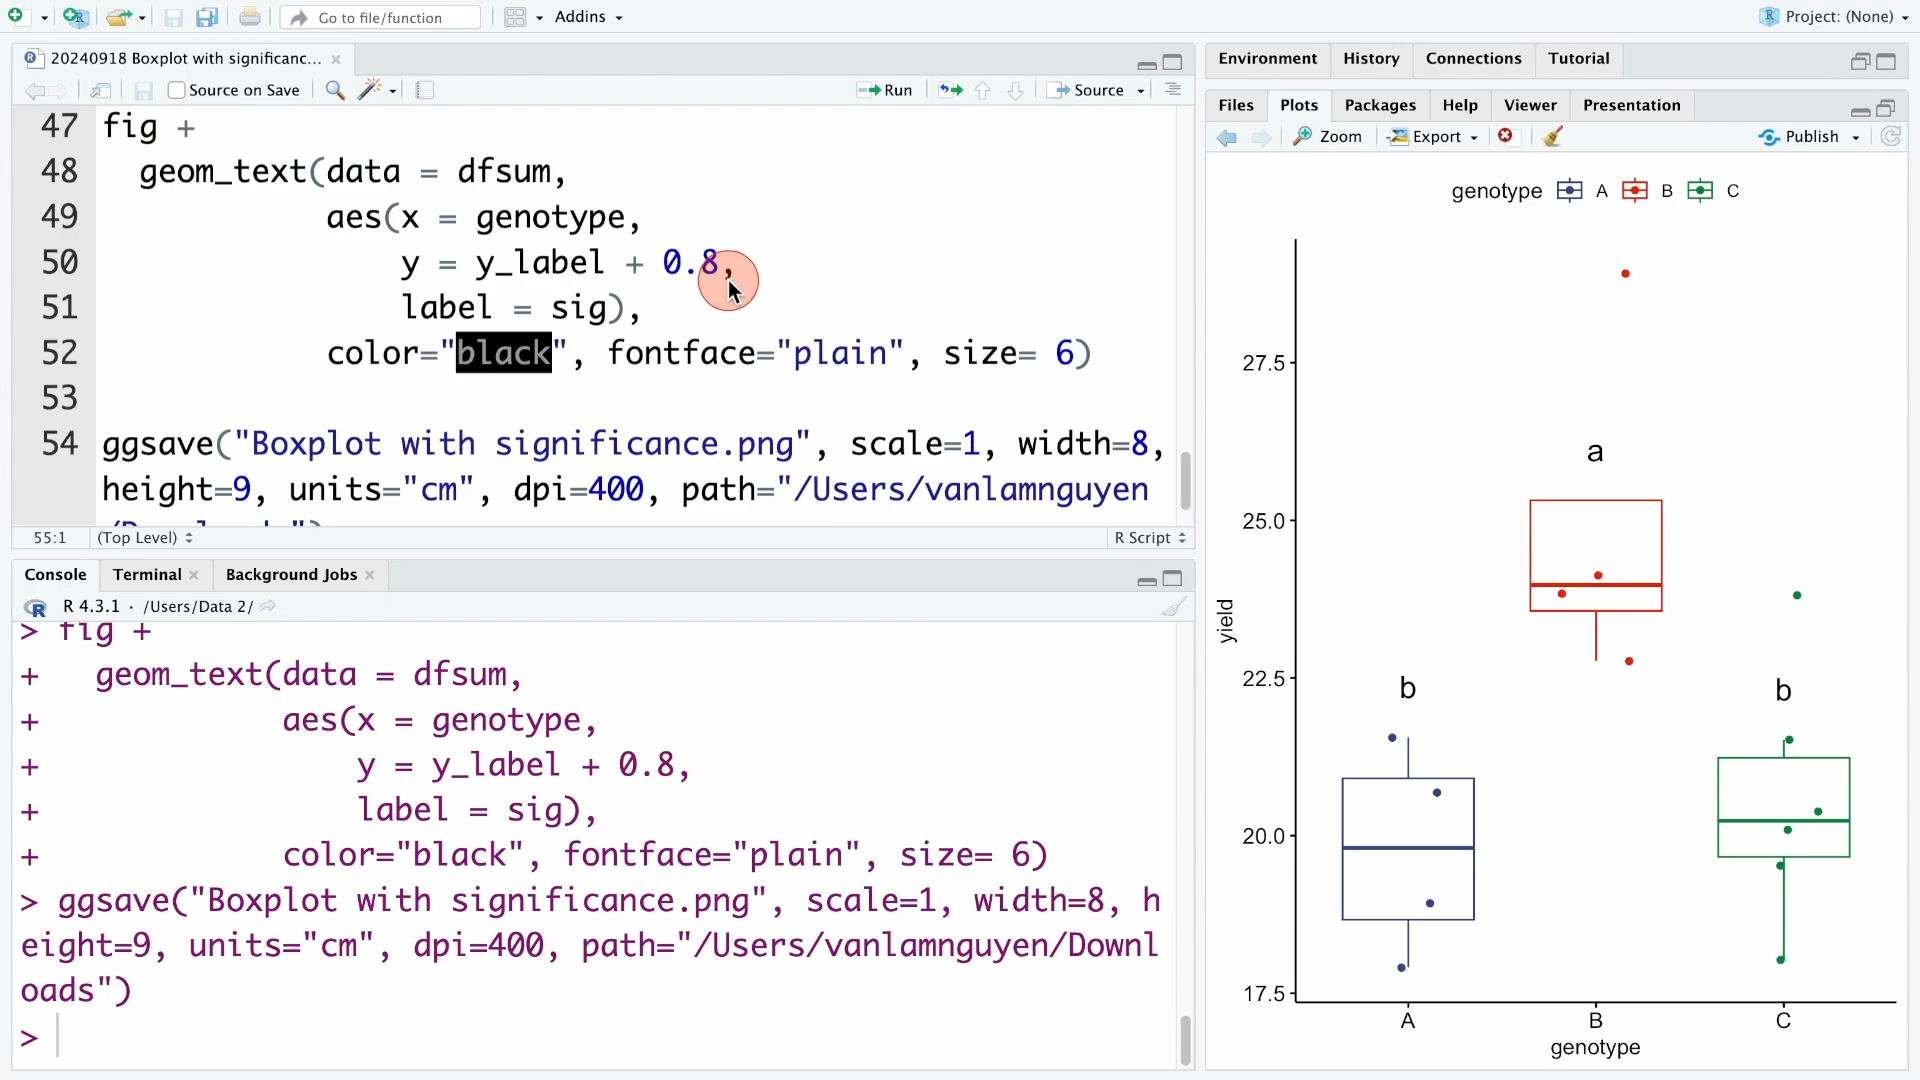 Go to file/function
Addins
Project: (None)
20240918 Boxplot with significanc...
Source on Save
Run
Source
47 fig +
48 geom_text(data = dfsum,
49 aes(x = genotype,
50 y = y_label + 0.8,
51 label = sig),
52 color="black", fontface="plain", size= 6)
53
54 ggsave("Boxplot with significance.png", scale=1, width=8,
height=9, units="cm", dpi=400, path="/Users/vanlamnguyen
55:1 (Top Level) R Script
Console Terminal Background Jobs
R 4.3.1 · /Users/Data 2/
> fig +
+ geom_text(data = dfsum,
+ aes(x = genotype,
+ y = y_label + 0.8,
+ label = sig),
+ color="black", fontface="plain", size= 6)
> ggsave("Boxplot with significance.png", scale=1, width=8, h
eight=9, units="cm", dpi=400, path="/Users/vanlamnguyen/Downl
oads")
>
Environment History Connections Tutorial
Files Plots Packages Help Viewer Presentation
Zoom Export Publish
genotype A B C
27.5
25.0
22.5
20.0
17.5
yield
a
b
b
A B C
genotype